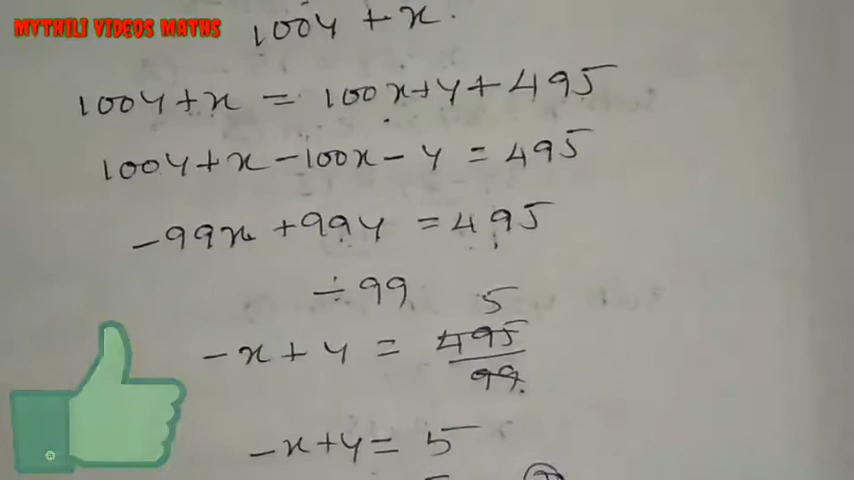 MYTHILI VIDEOS MATHS
100y + x.
100y + x = 100x + y + 495
100y + x - 100x - y = 495
-99x + 99y = 495
÷ 99
5
-x + y = 495
99
-x + y = 5